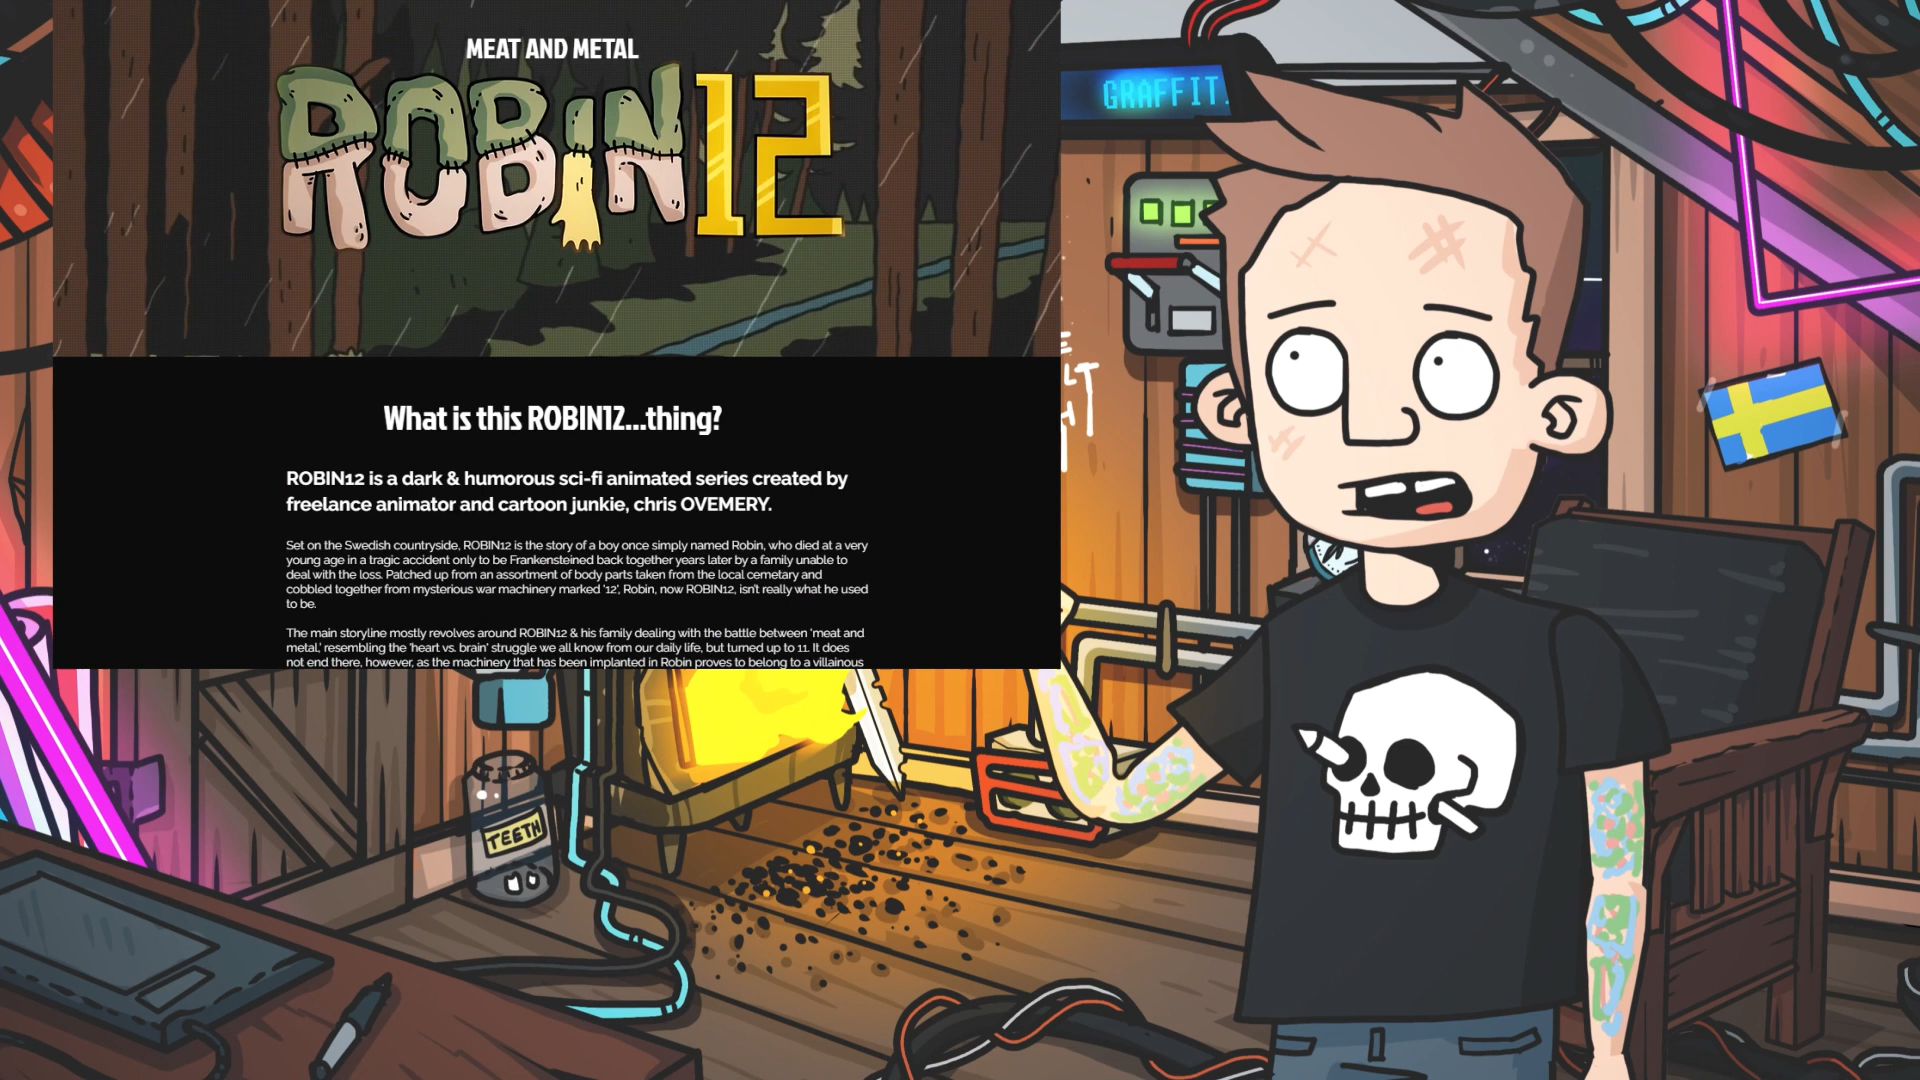 MEAT AND METAL
ROBIN12
GRAFFIT
What is this ROBIN12...thing?
ROBIN12 is a dark & humorous sci-fi animated series created by
freelance animator and cartoon junkie, chris OVEMERY.
Set on the Swedish countryside, ROBIN12 is the story of a boy once simply named Robin, who died at a very
young age in a tragic accident only to be Frankensteined back together years later by a family unable to
deal with the loss. Patched up from an assortment of body parts taken from the local cemetary and
cobbled together from mysterious war machinery marked '12', Robin, now ROBIN12, isn't really what he used
to be.
The main storyline mostly revolves around ROBIN12 & his family dealing with the battle between 'meat and
metal,' resembling the 'heart vs. brain' struggle we all know from our daily life, but turned up to 11. It does
not end there, however, as the machinery that has been implanted in Robin proves to belong to a villainous
TEETH